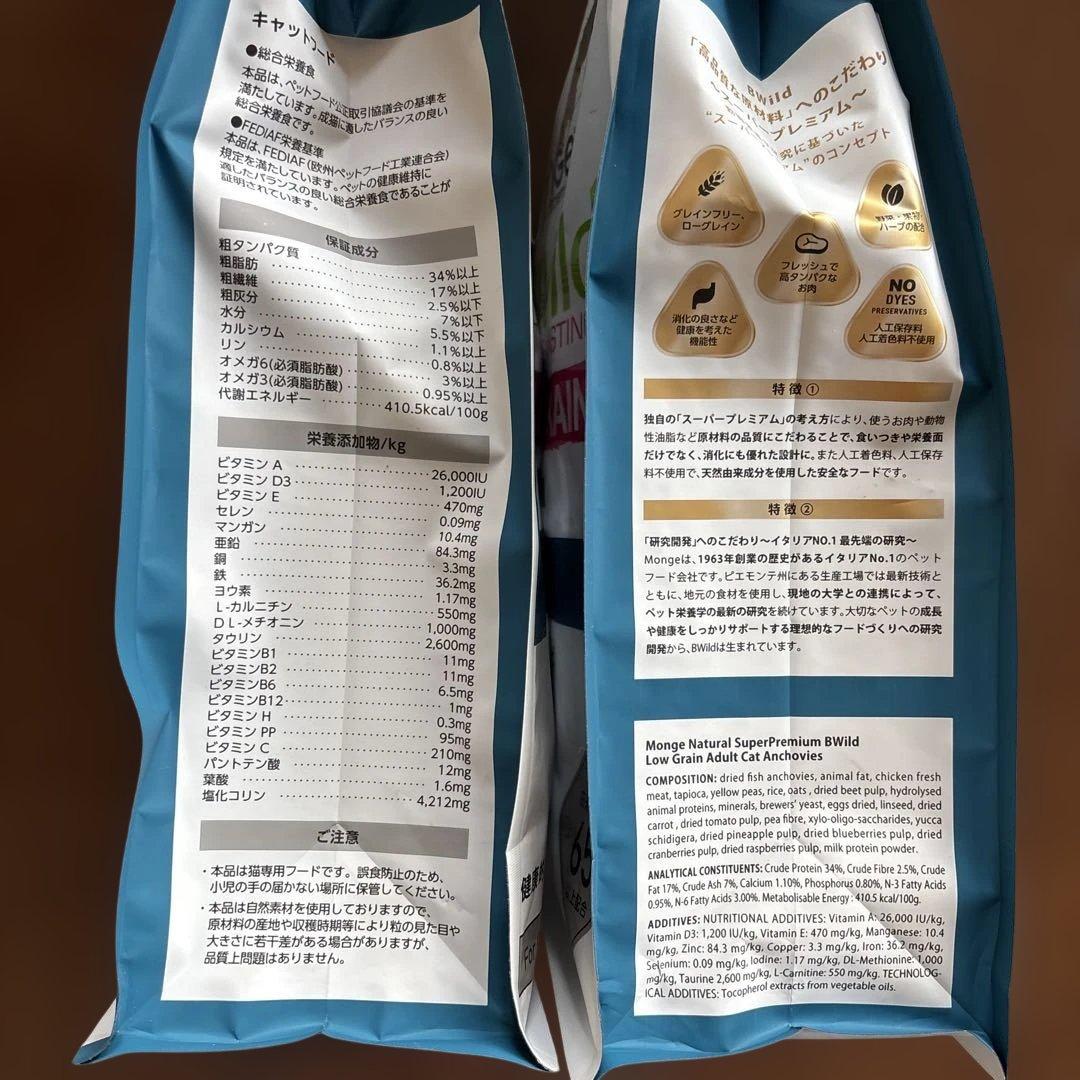 キャットフード
●総合栄養食
本品は、ペットフード公正取引協議会の基準を
満たしています。成猫に適したバランスの良い
総合栄養食です。
●FEDIAF栄養基準
本品は、FEDIAF(欧州ペットフード工業連合会)
規定を満たしています。ペットの健康維持に
適したバランスの良い総合栄養食であることが
証明されています。
保証成分
粗タンパク質 34%以上
粗脂肪 17%以上
粗繊維 2.5%以下
粗灰分 7%以下
水分 5.5%以下
カルシウム 1.1%以上
リン 0.8%以上
オメガ6(必須脂肪酸) 3%以上
オメガ3(必須脂肪酸) 0.95%以上
代謝エネルギー 410.5kcal/100g
栄養添加物/kg
ビタミン A 26,000IU
ビタミン D3 1,200IU
ビタミン E 470mg
セレン 0.09mg
マンガン 10.4mg
亜鉛 84.3mg
銅 3.3mg
鉄 36.2mg
ヨウ素 1.17mg
L-カルニチン 550mg
DL-メチオニン 1,000mg
タウリン 2,600mg
ビタミンB1 11mg
ビタミンB2 11mg
ビタミンB6 6.5mg
ビタミンB12 1mg
ビタミン H 0.3mg
ビタミン PP 95mg
ビタミン C 210mg
パントテン酸 12mg
葉酸 1.6mg
塩化コリン 4,212mg
ご注意
・本品は猫専用フードです。誤食防止のため、
小児の手の届かない場所に保管してください。
・本品は自然素材を使用しておりますので、
原材料の産地や収穫時期等により粒の見た目や
大きさに若干差がある場合がありますが、
品質上問題はありません。
BWild
「高品質な原材料」へのこだわり
～スーパープレミアム～
究に基づいた
ム"のコンセプト
グレインフリー、
ローグレイン
フレッシュで
高タンパクな
お肉
ハーブの配合
消化の良さなど
健康を考えた
機能性
NO
DYES
PRESERVATIVES
人工保存料
人工着色料不使用
特徴①
独自の「スーパープレミアム」の考え方により、使うお肉や動物
性油脂など原材料の品質にこだわることで、食いつきや栄養面
だけでなく、消化にも優れた設計に。また人工着色料、人工保存
料不使用で、天然由来成分を使用した安全なフードです。
特徴②
「研究開発」へのこだわり～イタリアNO.1 最先端の研究～
Mongeは、1963年創業の歴史があるイタリアNo.1のペット
フード会社です。ピエモンテ州にある生産工場では最新技術と
ともに、地元の食材を使用し、現地の大学との連携によって、
ペット栄養学の最新の研究を続けています。大切なペットの成長
や健康をしっかりサポートする理想的なフードづくりへの研究
開発から、BWildは生まれています。
Monge Natural SuperPremium BWild
Low Grain Adult Cat Anchovies
COMPOSITION: dried fish anchovies, animal fat, chicken fresh
meat, tapioca, yellow peas, rice, oats , dried beet pulp, hydrolysed
animal proteins, minerals, brewers' yeast, eggs dried, linseed, dried
carrot , dried tomato pulp, pea fibre, xylo-oligo-saccharides, yucca
schidigera, dried pineapple pulp, dried blueberries pulp, dried
cranberries pulp, dried raspberries pulp, milk protein powder.
ANALYTICAL CONSTITUENTS: Crude Protein 34%, Crude Fibre 2.5%, Crude
Fat 17%, Crude Ash 7%, Calcium 1.10%, Phosphorus 0.80%, N-3 Fatty Acids
0.95%, N-6 Fatty Acids 3.00%. Metabolisable Energy : 410.5 kcal/100g.
ADDITIVES: NUTRITIONAL ADDITIVES: Vitamin A: 26,000 IU/kg,
Vitamin D3: 1,200 IU/kg, Vitamin E: 470 mg/kg, Manganese: 10.4
mg/kg, Zinc: 84.3 mg/kg, Copper: 3.3 mg/kg, Iron: 36.2 mg/kg,
Selenium: 0.09 mg/kg, Iodine: 1.17 mg/kg, DL-Methionine: 1,000
mg/kg, Taurine 2,600 mg/kg, L-Carnitine: 550 mg/kg. TECHNOLOG-
ICAL ADDITIVES: Tocopherol extracts from vegetable oils.